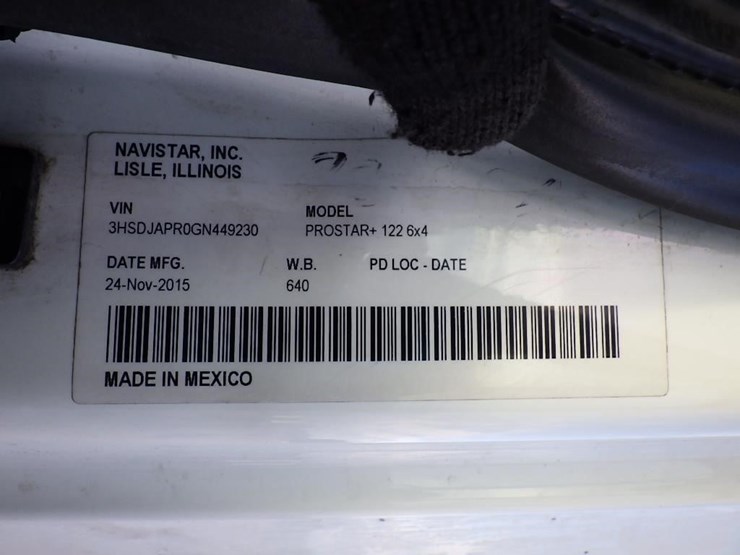 NAVISTAR, INC.
LISLE, ILLINOIS
VIN MODEL
3HSDJAPR0GN449230 PROSTAR+ 122 6x4
DATE MFG. W.B. PD LOC - DATE
24-Nov-2015 640
MADE IN MEXICO